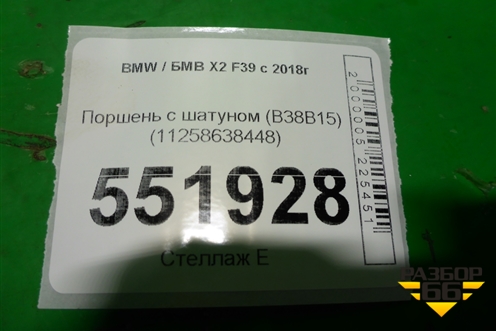 BMW / БМВ X2 F39 с 2018г
Поршень с шатуном (B38B15)
(11258638448)
551928
Стеллаж Е
2000005225451
РАЗБОР
66